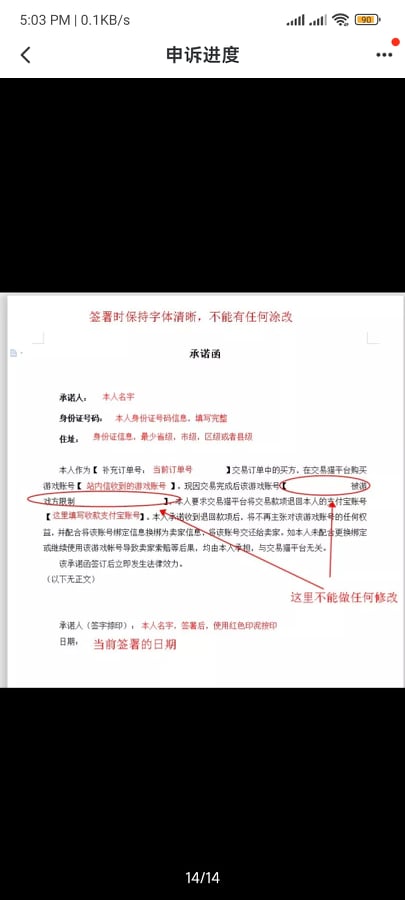 5:03 PM | 0.1KB/s
90
申诉进度
签署时保持字体清晰，不能有任何涂改
承诺函
承诺人： 本人名字
身份证号码： 本人身份证号码信息，填写完整
住址： 身份证信息，最少省级，市级，区级或者县级
本人作为【 补充订单号： 当前订单号 】交易订单中的买方，在交易猫平台购买
游戏账号【 站内信收到的游戏账号 】，现因交易完成后该游戏账号【 被游
戏方限制 】，本人要求交易猫平台将交易款项退回本人的支付宝账号
【这里填写收款支付宝账号】。本人承诺收到退回款项后，将不再主张对该游戏账号的任何权
益，并配合将该账号绑定信息换绑为卖家信息，将该账号交还给卖家，如本人未配合更换绑定
或继续使用该游戏帐号导致卖家索赔等后果，均由本人承担，与交易猫平台无关。
该承诺函签订后立即发生法律效力。
（以下无正文）
这里不能做任何修改
承诺人（签字捺印）： 本人名字，签署后，使用红色印泥按印
日期： 当前签署的日期
14/14